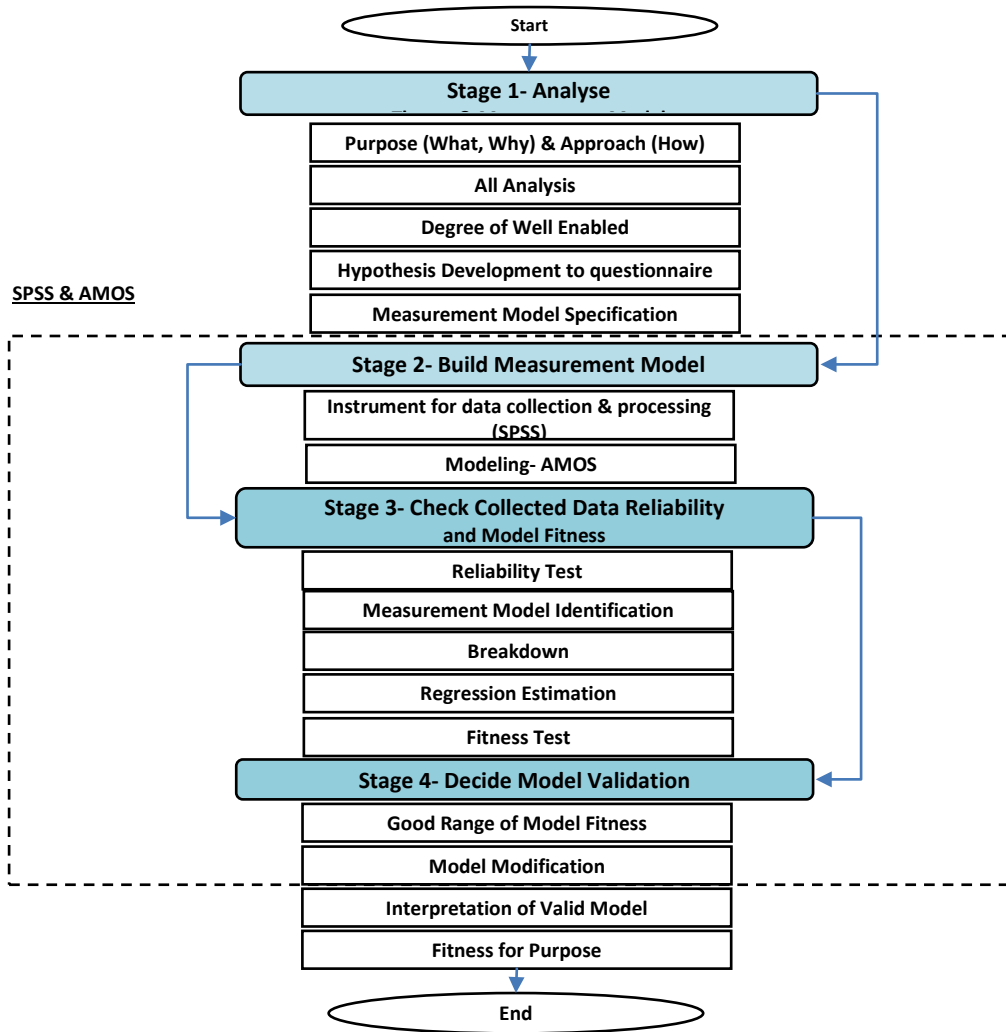 Start
Stage 1- Analyse
Purpose (What, Why) & Approach (How)
All Analysis
Degree of Well Enabled
Hypothesis Development to questionnaire
SPSS & AMOS
Measurement Model Specification
Stage 2- Build Measurement Model
Instrument for data collection & processing
(SPSS)
Modeling- AMOS
Stage 3- Check Collected Data Reliability
and Model Fitness
Reliability Test
Measurement Model Identification
Breakdown
Regression Estimation
Fitness Test
Stage 4- Decide Model Validation
Good Range of Model Fitness
Model Modification
Interpretation of Valid Model
Fitness for Purpose
End